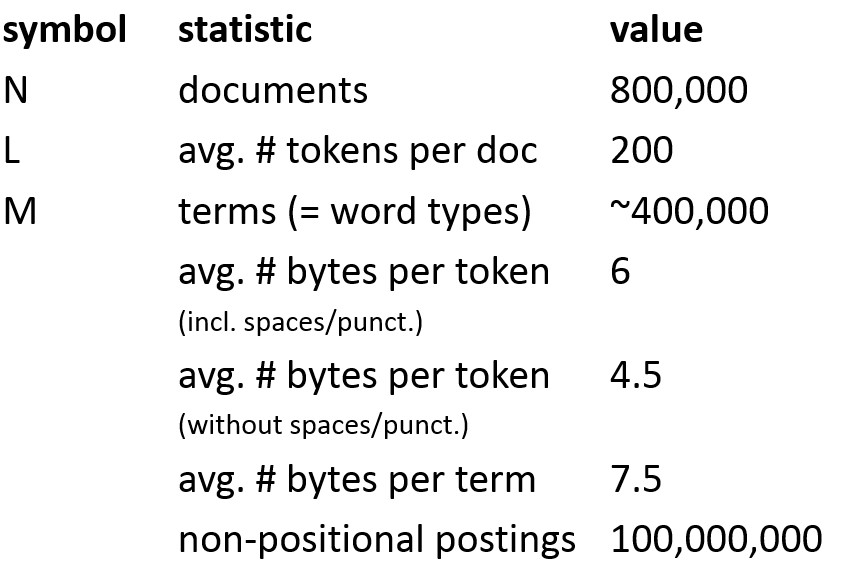 symbol statistic value
N documents 800,000
L avg. # tokens per doc 200
M terms (= word types) ~400,000
avg. # bytes per token 6
(incl. spaces/punct.)
avg. # bytes per token 4.5
(without spaces/punct.)
avg. # bytes per term 7.5
non-positional postings 100,000,000